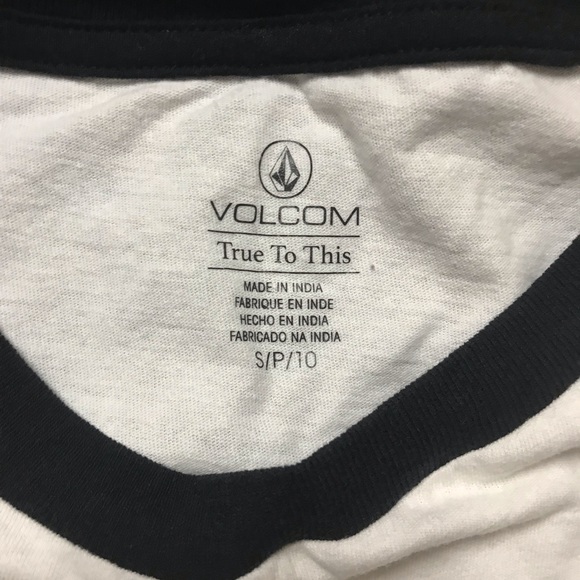 VOLCOM
True To This
MADE IN INDIA
FABRIQUE EN INDE
HECHO EN INDIA
FABRICADO NA INDIA
S/P/10